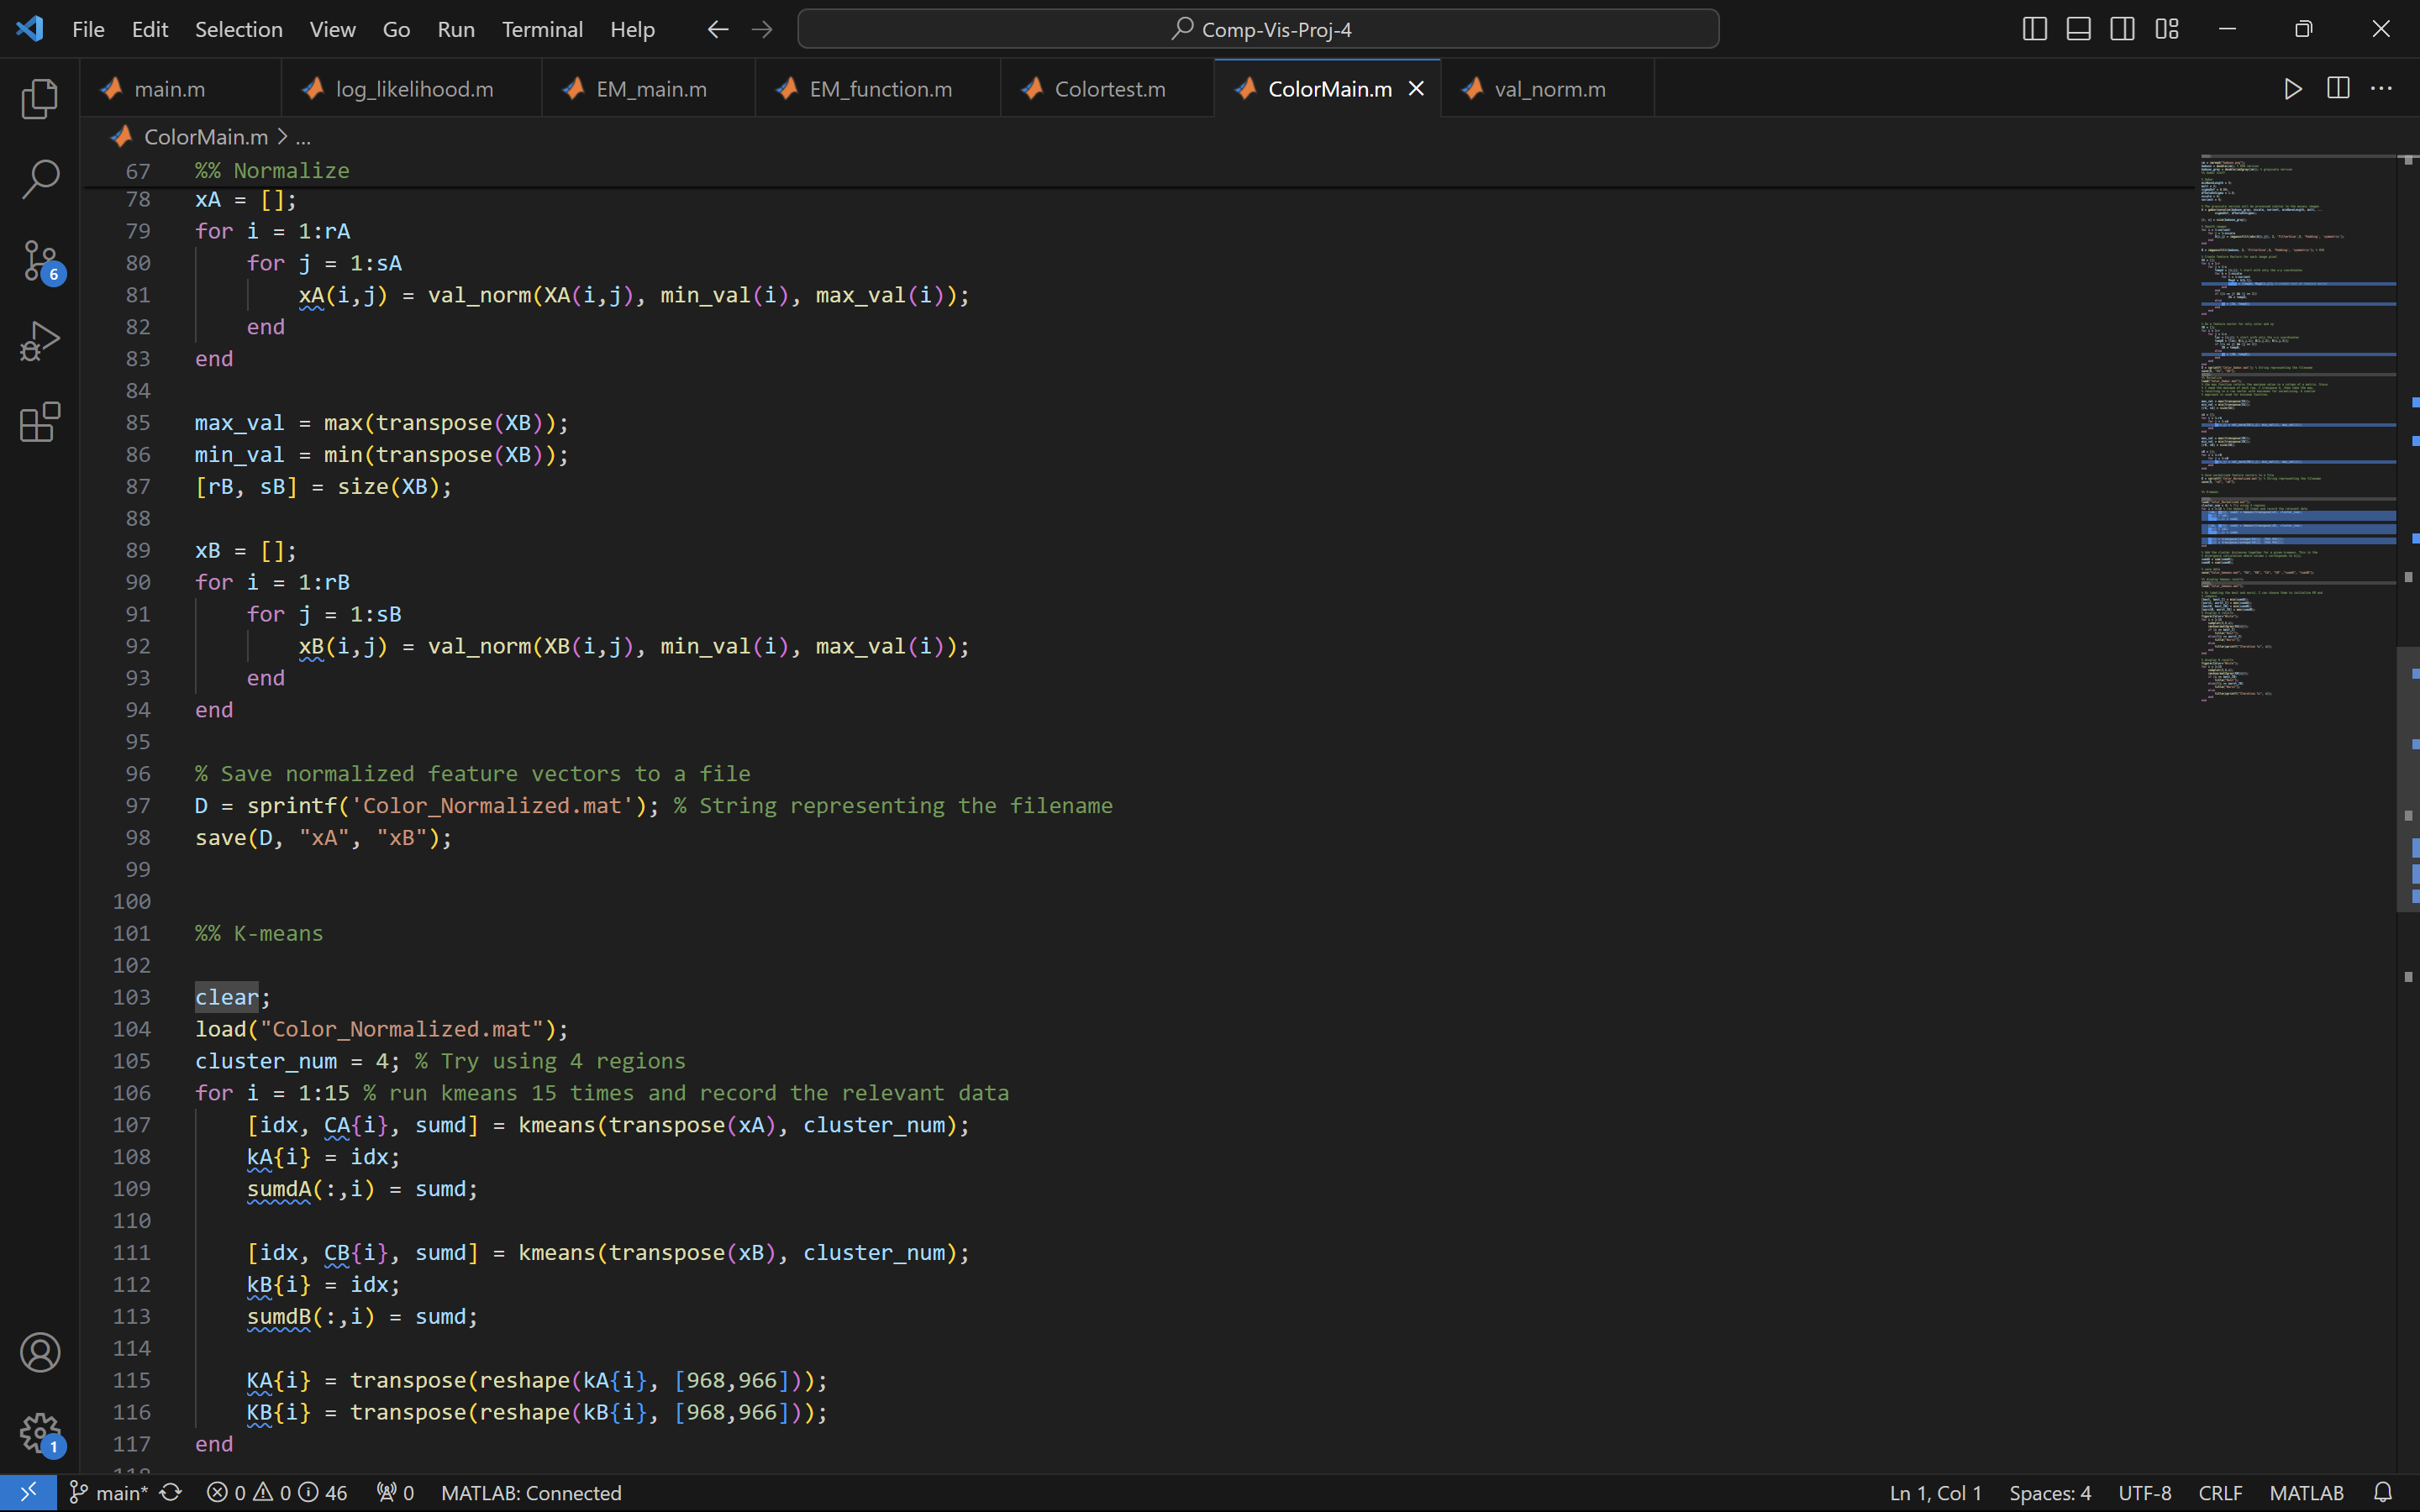 File Edit Selection View Go Run Terminal Help Comp-Vis-Proj-4
main.m log_likelihood.m EM_main.m EM_function.m Colortest.m ColorMain.m val_norm.m
ColorMain.m > ...
67 %% Normalize
78 xA = [];
79 for i = 1:rA
80 for j = 1:sA
81 xA(i,j) = val_norm(XA(i,j), min_val(i), max_val(i));
82 end
83 end
84
85 max_val = max(transpose(XB));
86 min_val = min(transpose(XB));
87 [rB, sB] = size(XB);
88
89 xB = [];
90 for i = 1:rB
91 for j = 1:sB
92 xB(i,j) = val_norm(XB(i,j), min_val(i), max_val(i));
93 end
94 end
95
96 % Save normalized feature vectors to a file
97 D = sprintf('Color_Normalized.mat'); % String representing the filename
98 save(D, "xA", "xB");
99
100
101 %% K-means
102
103 clear;
104 load("Color_Normalized.mat");
105 cluster_num = 4; % Try using 4 regions
106 for i = 1:15 % run kmeans 15 times and record the relevant data
107 [idx, CA{i}, sumd] = kmeans(transpose(xA), cluster_num);
108 kA{i} = idx;
109 sumdA(:,i) = sumd;
110
111 [idx, CB{i}, sumd] = kmeans(transpose(xB), cluster_num);
112 kB{i} = idx;
113 sumdB(:,i) = sumd;
114
115 KA{i} = transpose(reshape(kA{i}, [968,966]));
116 KB{i} = transpose(reshape(kB{i}, [968,966]));
117 end
6
1
main* 0 0 46 0 MATLAB: Connected Ln 1, Col 1 Spaces: 4 UTF-8 CRLF MATLAB